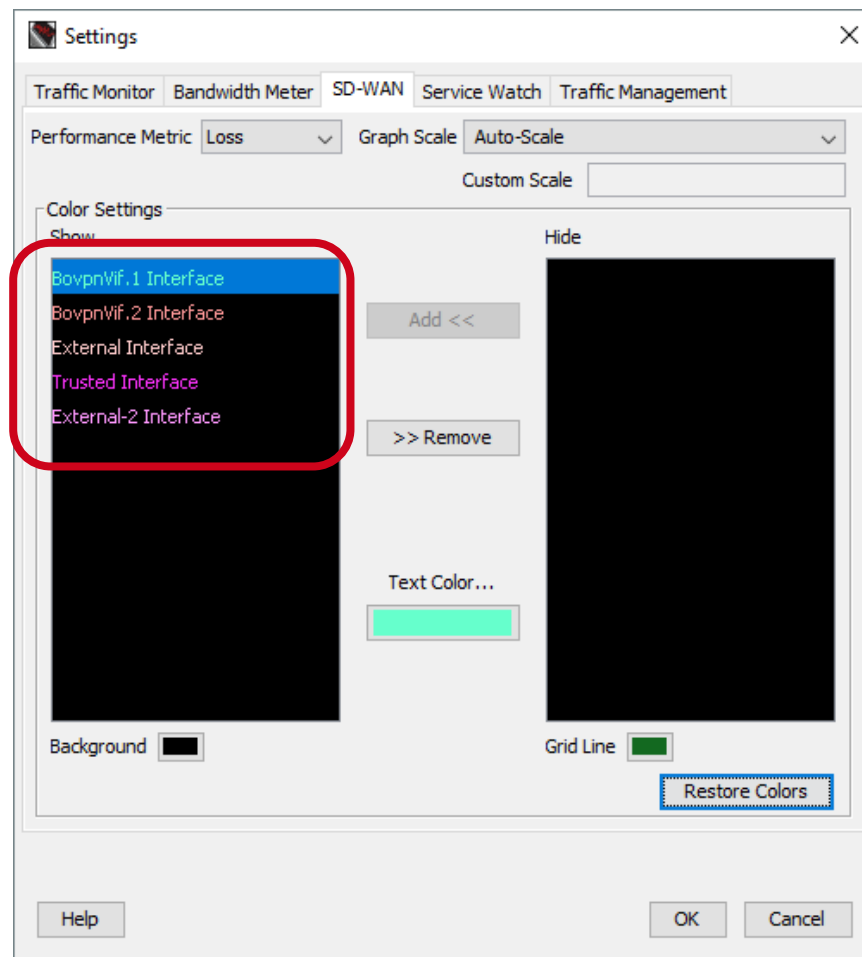 Settings
Traffic Monitor Bandwidth Meter SD-WAN Service Watch Traffic Management
Performance Metric Loss Graph Scale Auto-Scale
Custom Scale
Color Settings
Show Hide
BovpnVif.1 Interface
BovpnVif.2 Interface
External Interface
Trusted Interface
External-2 Interface
Add <<
>> Remove
Text Color...
Background Grid Line
Restore Colors
Help OK Cancel